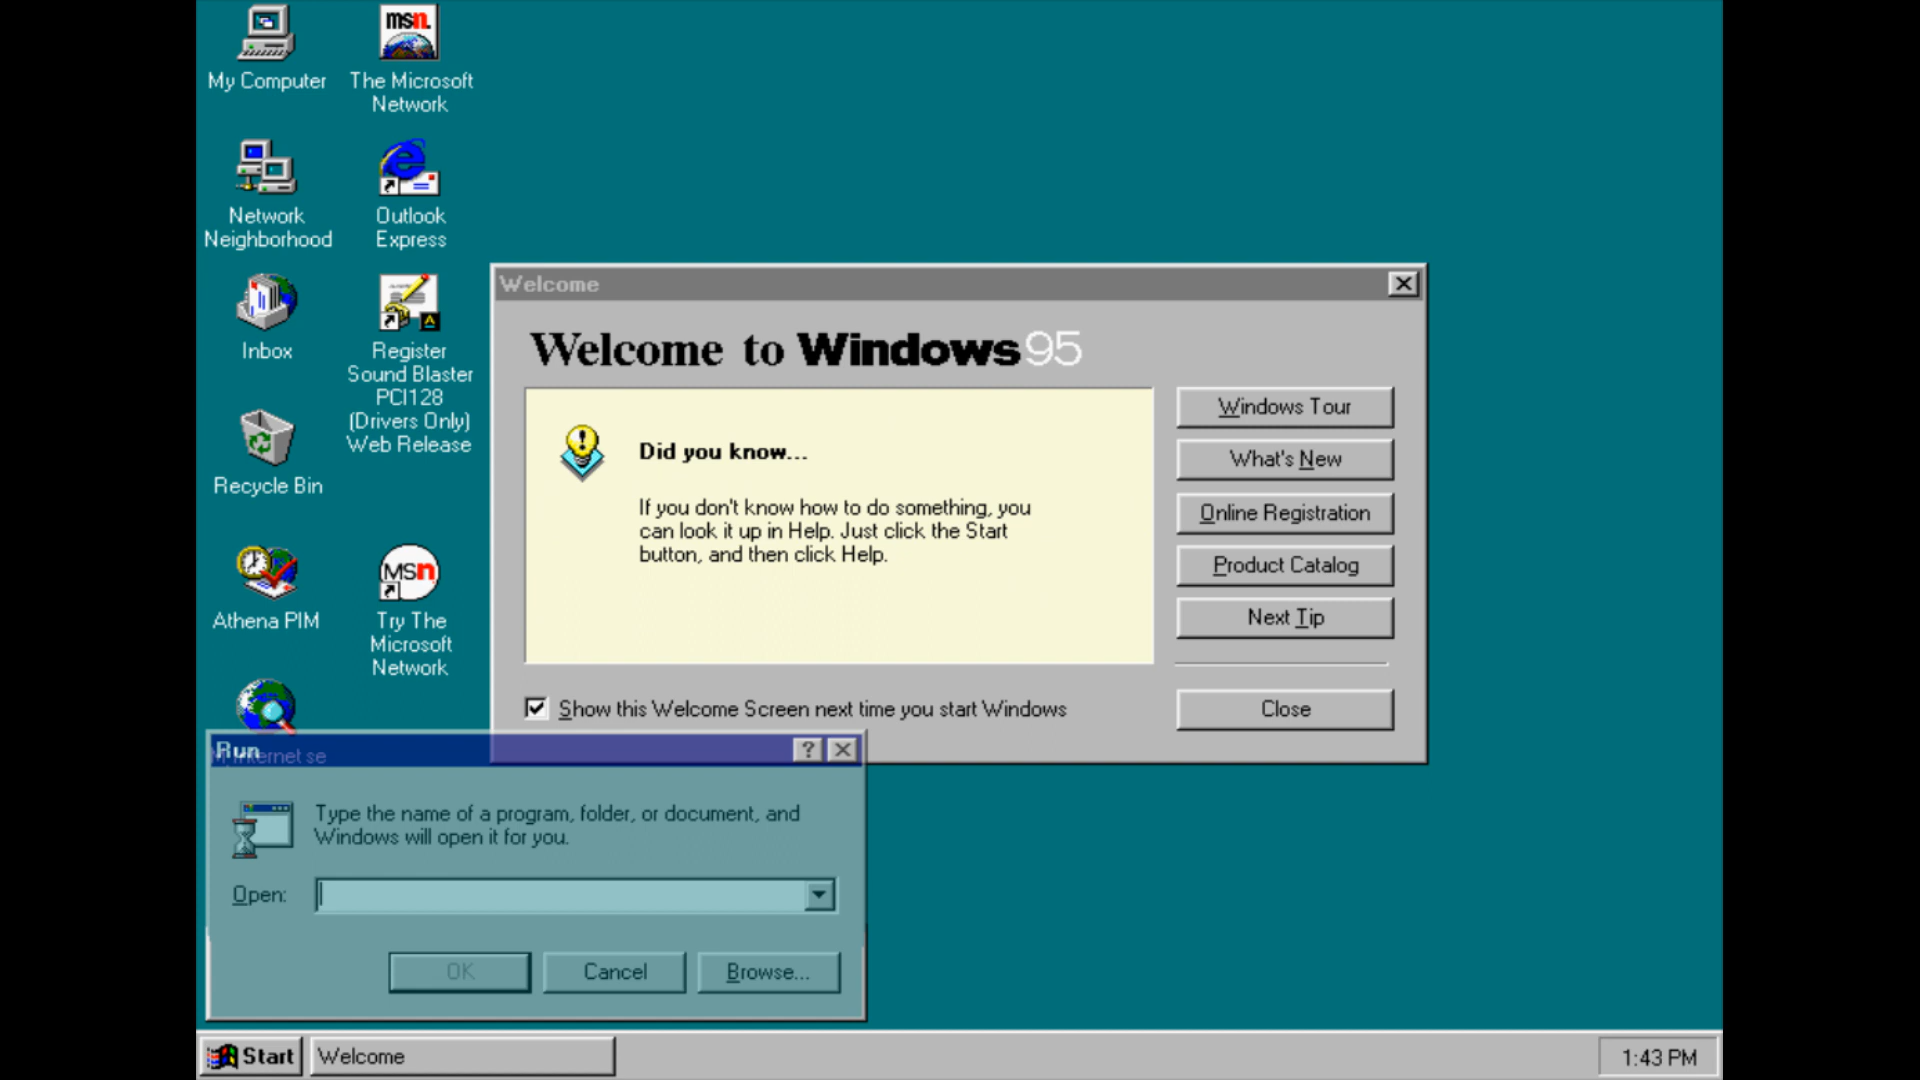 My Computer
msn.
The Microsoft
Network
Network
Neighborhood
Outlook
Express
Inbox
Register
Sound Blaster
PCI128
(Drivers Only)
Web Release
Recycle Bin
Athena PIM
MSn
Try The
Microsoft
Network
Welcome
Welcome to Windows 95
Did you know...
If you don't know how to do something, you
can look it up in Help. Just click the Start
button, and then click Help.
Windows Tour
What's New
Online Registration
Product Catalog
Next Tip
Show this Welcome Screen next time you start Windows
Close
Run
se
Type the name of a program, folder, or document, and
Windows will open it for you.
Open:
OK
Cancel
Browse...
Start
Welcome
1:43 PM